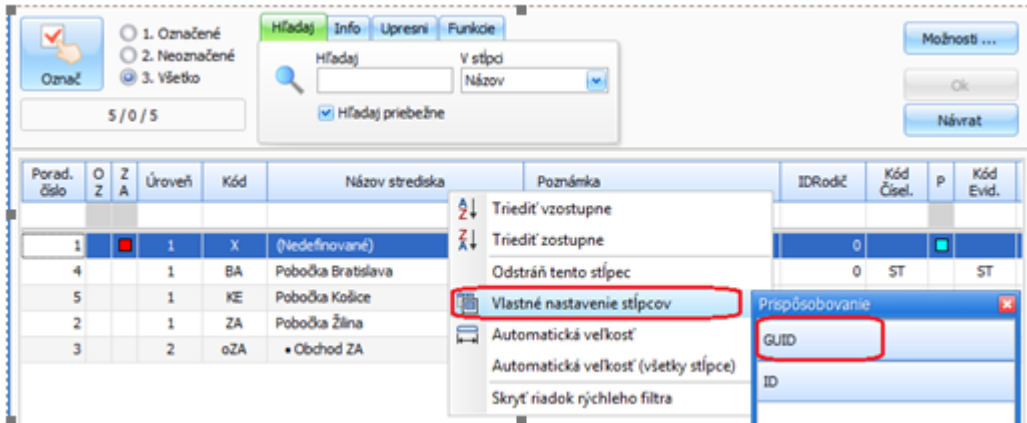 Označ
1. Označené
2. Neoznačené
3. Všetko
5 / 0 / 5
Hľadaj Info Upresni Funkcie
Hľadaj V stĺpci
Názov
Hľadaj priebežne
Možnosti ...
Ok
Návrat
Porad. číslo O Z Z A Úroveň Kód Názov strediska Poznámka IDRodič Kód Čísel. P Kód Evid.
1 1 X (Nedefinované) 0
4 1 BA Pobočka Bratislava 0 ST ST
5 1 KE Pobočka Košice
2 1 ZA Pobočka Žilina
3 2 oZA • Obchod ZA
Triediť vzostupne
Triediť zostupne
Odstráň tento stĺpec
Vlastné nastavenie stĺpcov
Automatická veľkosť
Automatická veľkosť (všetky stĺpce)
Skryť riadok rýchleho filtra
Prispôsobovanie
GUID
ID